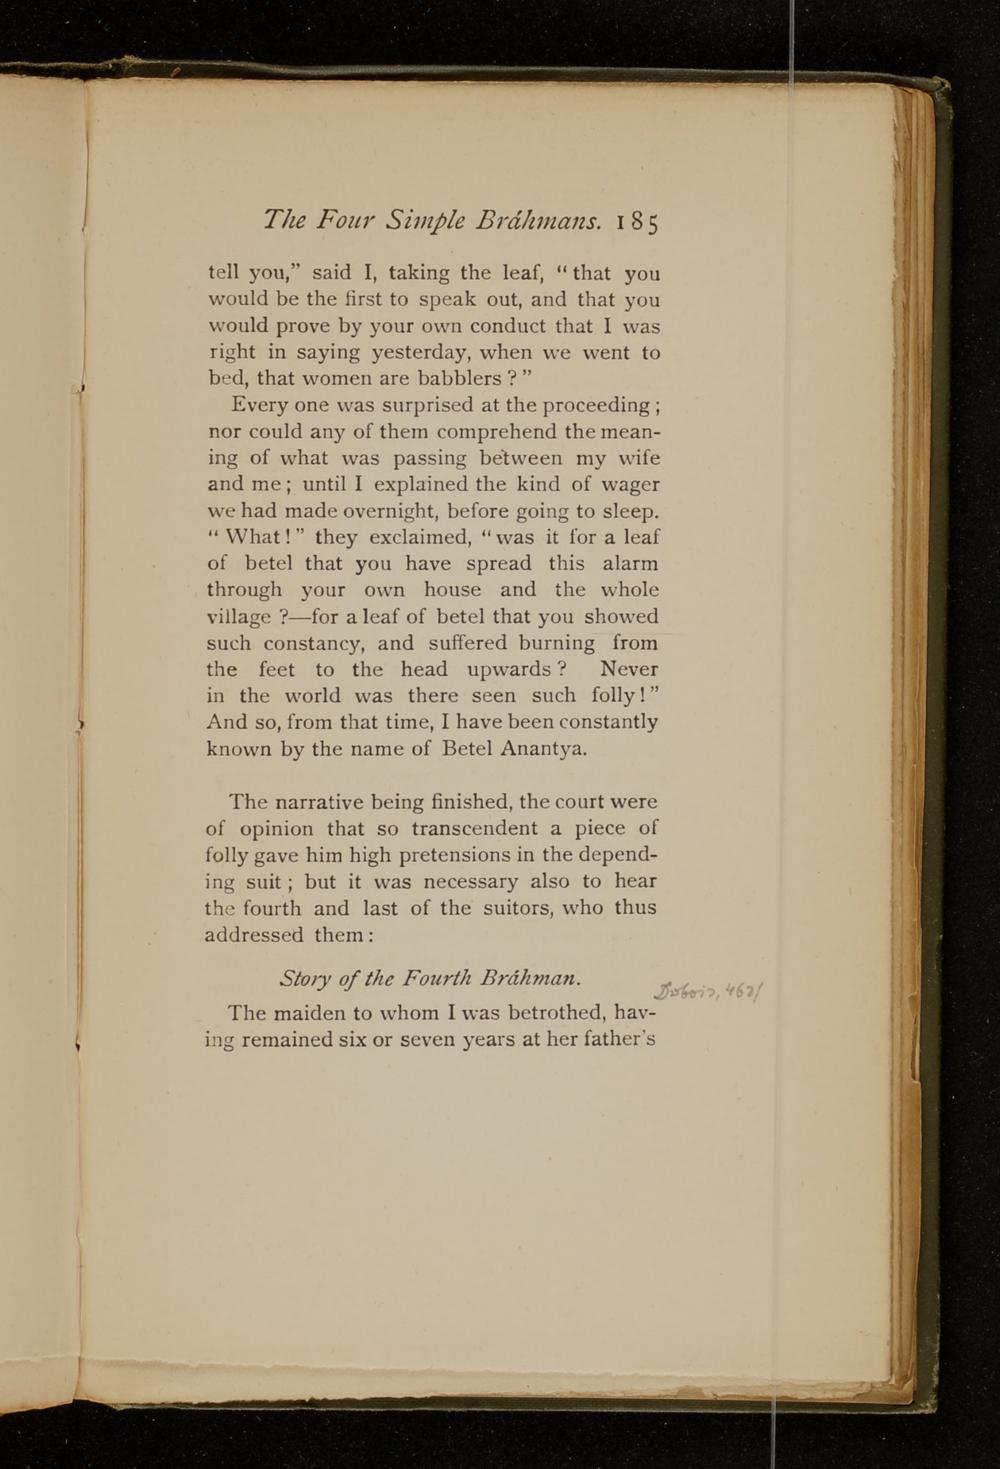 The Four Simple Bráhmans. 185
tell you,” said I, taking the leaf, “that you
would be the first to speak out, and that you
would prove by your own conduct that I was
right in saying yesterday, when we went to
bed, that women are babblers ?”
Every one was surprised at the proceeding ;
nor could any of them comprehend the mean-
ing of what was passing between my wife
and me ; until I explained the kind of wager
we had made overnight, before going to sleep.
“ What ! ” they exclaimed, “was it for a leaf
of betel that you have spread this alarm
through your own house and the whole
village ?—for a leaf of betel that you showed
such constancy, and suffered burning from
the feet to the head upwards ? Never
in the world was there seen such folly ! ”
And so, from that time, I have been constantly
known by the name of Betel Anantya.
The narrative being finished, the court were
of opinion that so transcendent a piece of
folly gave him high pretensions in the depend-
ing suit ; but it was necessary also to hear
the fourth and last of the suitors, who thus
addressed them :
Story of the Fourth Bráhman.
Dubois,
The maiden to whom I was betrothed, hav-
ing remained six or seven years at her father’s